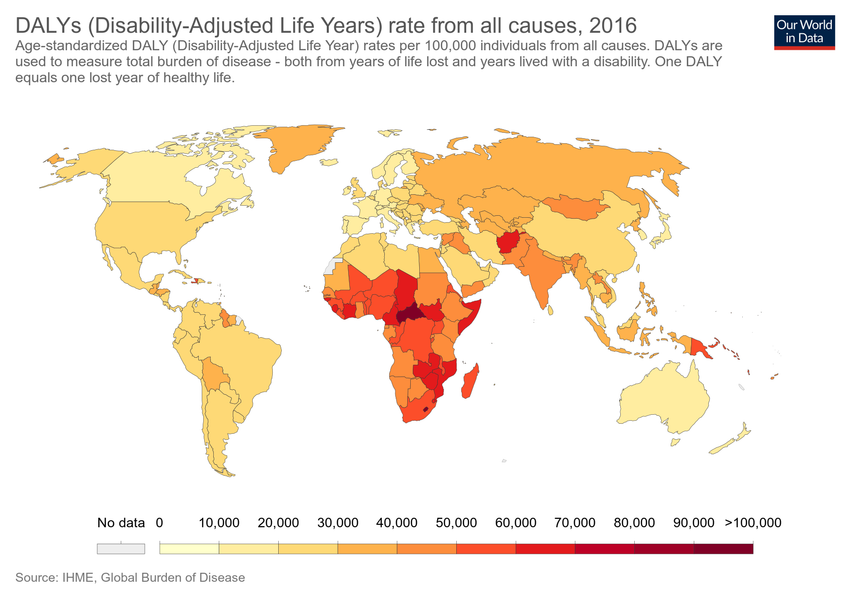 DALYs (Disability-Adjusted Life Years) rate from all causes, 2016
Age-standardized DALY (Disability-Adjusted Life Year) rates per 100,000 individuals from all causes. DALYs are
used to measure total burden of disease - both from years of life lost and years lived with a disability. One DALY
equals one lost year of healthy life.
Our World
in Data
No data 0 10,000 20,000 30,000 40,000 50,000 60,000 70,000 80,000 90,000 >100,000
Source: IHME, Global Burden of Disease